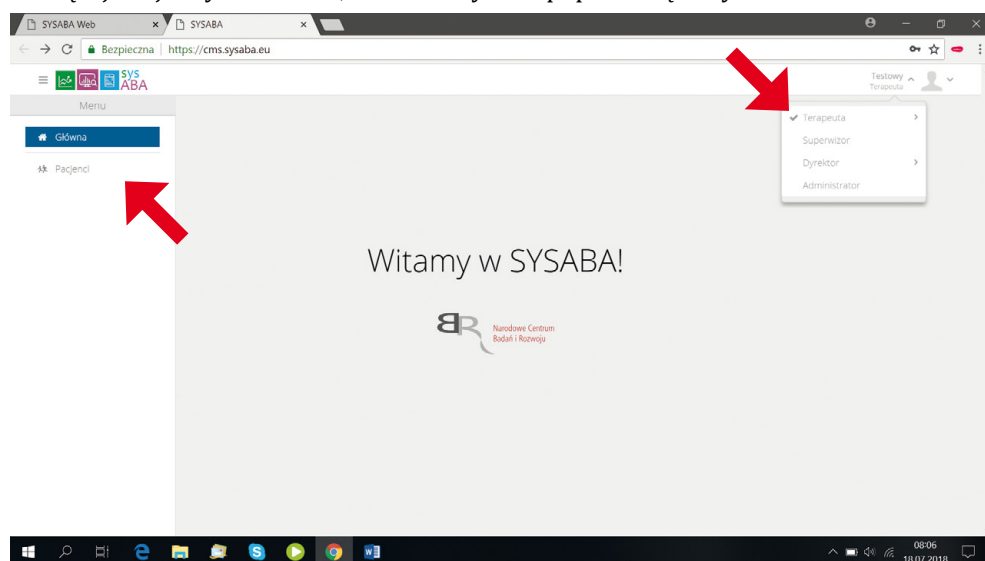 SYSABA Web
SYSABA
Bezpieczna
https://cms.sysaba.eu
SYS
ABA
Testowy
Terapeuta
Menu
Główna
Pacjenci
Terapeuta
Superwizor
Dyrektor
Administrator
Witamy w SYSABA!
Narodowe Centrum
Badań i Rozwoju
08:06
18.07.2018